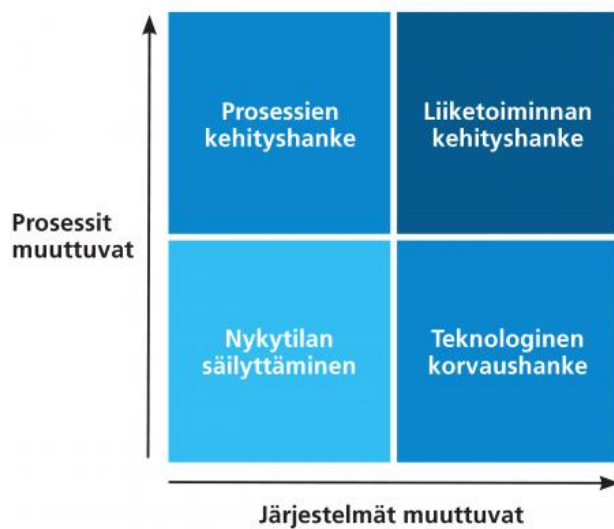 Prosessien
kehityshanke
Liiketoiminnan
kehityshanke
Prosessit
muuttuvat
Nykytilan
säilyttäminen
Teknologinen
korvaushanke
Järjestelmät muuttuvat